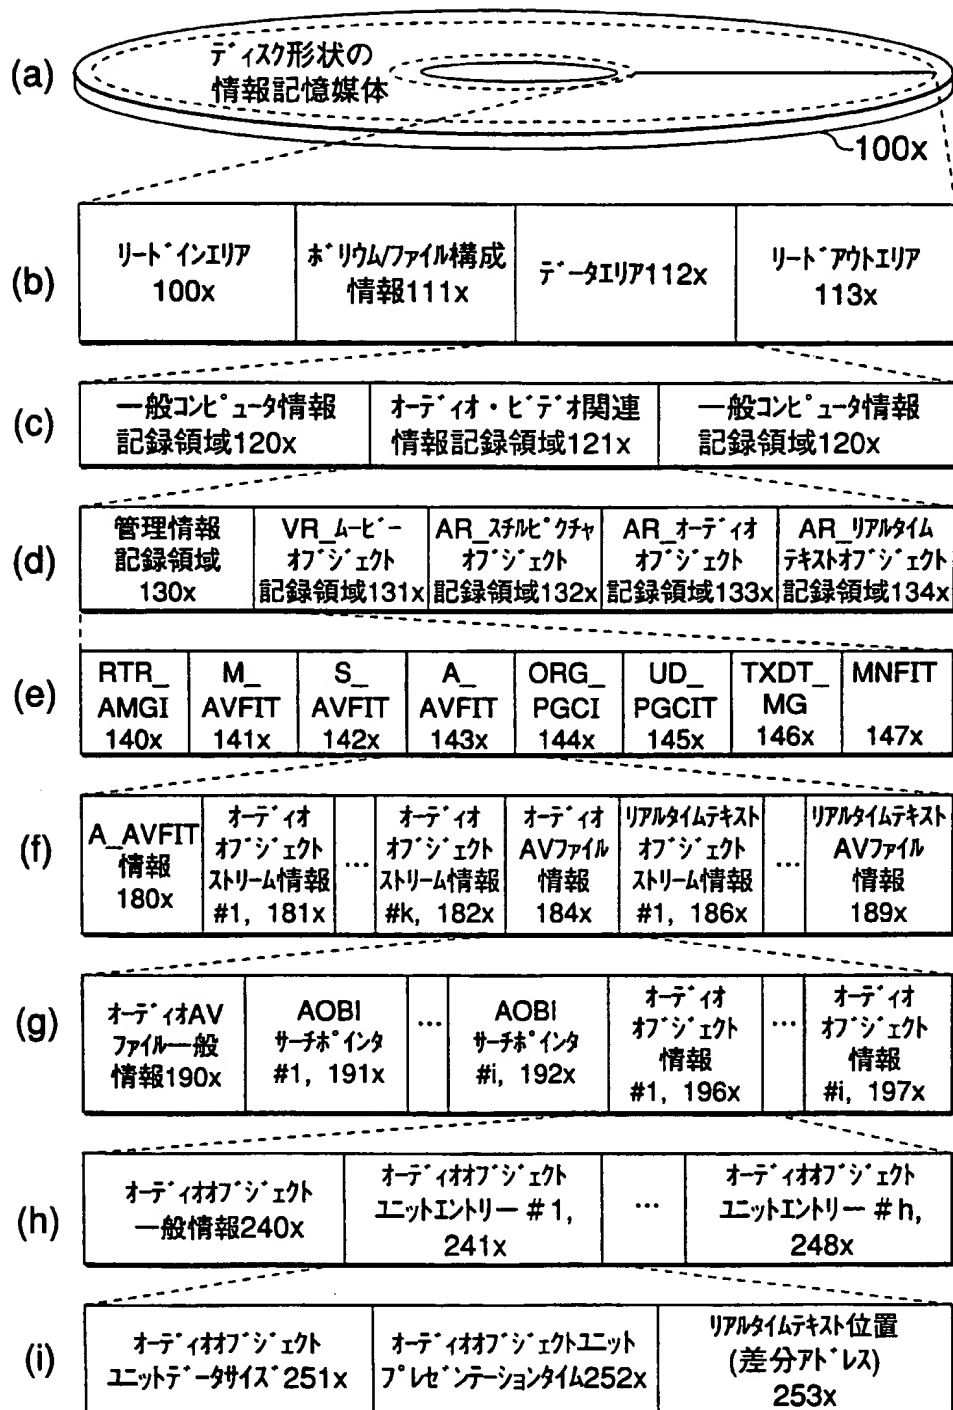 (a)
ディスク形状の
情報記憶媒体
100x
(b)
リードインエリア
100x
ボリウム/ファイル構成
情報111x
データエリア112x
リードアウトエリア
113x
(c)
一般コンピュータ情報
記録領域120x
オーディオ・ビデオ関連
情報記録領域121x
一般コンピュータ情報
記録領域120x
(d)
管理情報
記録領域
130x
VR_ムービー
オブジェクト
記録領域131x
AR_スチルピクチャ
オブジェクト
記録領域132x
AR_オーディオ
オブジェクト
記録領域133x
AR_リアルタイム
テキストオブジェクト
記録領域134x
(e)
RTR_
AMGI
140x
M_
AVFIT
141x
S_
AVFIT
142x
A_
AVFIT
143x
ORG_
PGCI
144x
UD_
PGCIT
145x
TXDT_
MG
146x
MNFIT
147x
(f)
A_AVFIT
情報
180x
オーディオ
オブジェクト
ストリーム情報
#1, 181x
…
オーディオ
オブジェクト
ストリーム情報
#k, 182x
オーディオ
AVファイル
情報
184x
リアルタイムテキスト
オブジェクト
ストリーム情報
#1, 186x
…
リアルタイムテキスト
AVファイル
情報
189x
(g)
オーディオAV
ファイル一般
情報190x
AOBI
サーチポインタ
#1, 191x
…
AOBI
サーチポインタ
#i, 192x
オーディオ
オブジェクト
情報
#1, 196x
…
オーディオ
オブジェクト
情報
#i, 197x
(h)
オーディオオブジェクト
一般情報240x
オーディオオブジェクト
ユニットエントリー #1,
241x
…
オーディオオブジェクト
ユニットエントリー #h,
248x
(i)
オーディオオブジェクト
ユニットデータサイズ251x
オーディオオブジェクトユニット
プレゼンテーションタイム252x
リアルタイムテキスト位置
(差分アドレス)
253x